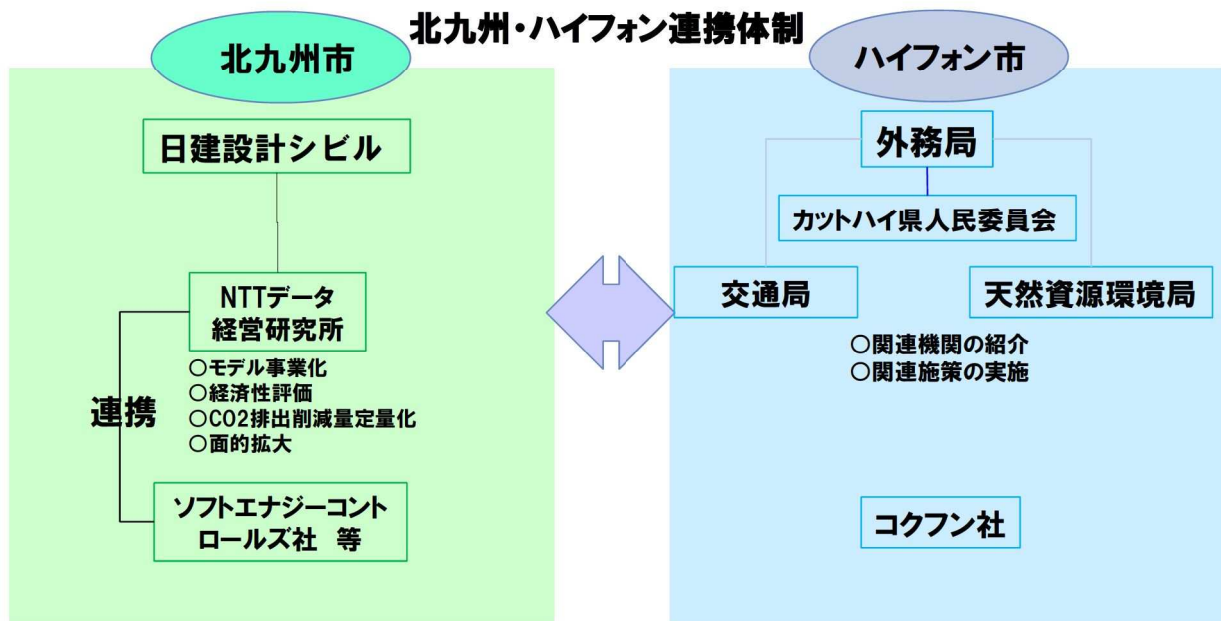 北九州・ハイフォン連携体制
北九州市
日建設計シビル
NTTデータ
経営研究所
○モデル事業化
○経済性評価
○CO2排出削減量定量化
○面的拡大
連携
ソフトエナジーコント
ロールズ社 等
ハイフォン市
外務局
カットハイ県人民委員会
交通局
天然資源環境局
○関連機関の紹介
○関連施策の実施
コクフン社